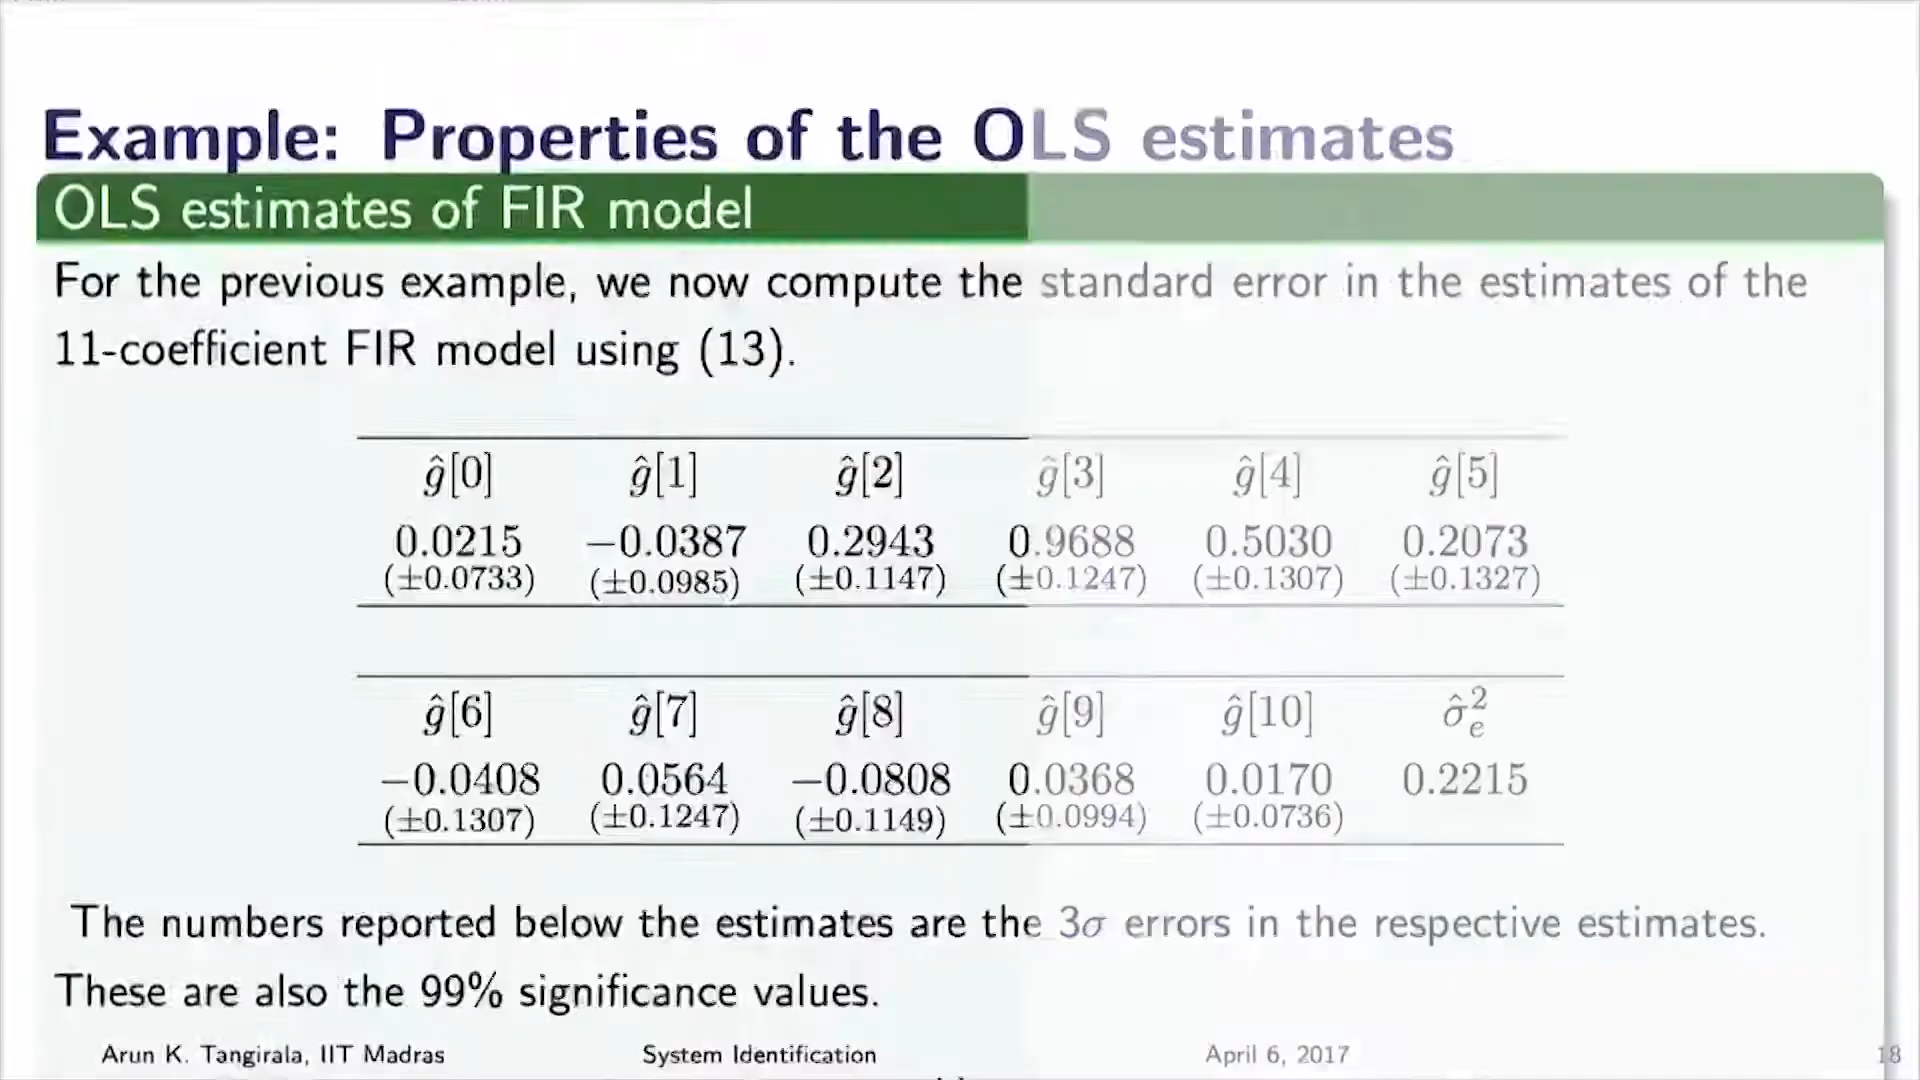 Example: Properties of the OLS estimates
OLS estimates of FIR model
For the previous example, we now compute the standard error in the estimates of the
11-coefficient FIR model using (13).
ĝ[0] ĝ[1] ĝ[2] ĝ[3] ĝ[4] ĝ[5]
0.0215 −0.0387 0.2943 0.9688 0.5030 0.2073
(±0.0733) (±0.0985) (±0.1147) (±0.1247) (±0.1307) (±0.1327)
ĝ[6] ĝ[7] ĝ[8] ĝ[9] ĝ[10] σ̂²ₑ
−0.0408 0.0564 −0.0808 0.0368 0.0170 0.2215
(±0.1307) (±0.1247) (±0.1149) (±0.0994) (±0.0736)
The numbers reported below the estimates are the 3σ errors in the respective estimates.
These are also the 99% significance values.
Arun K. Tangirala, IIT Madras System Identification April 6, 2017 18